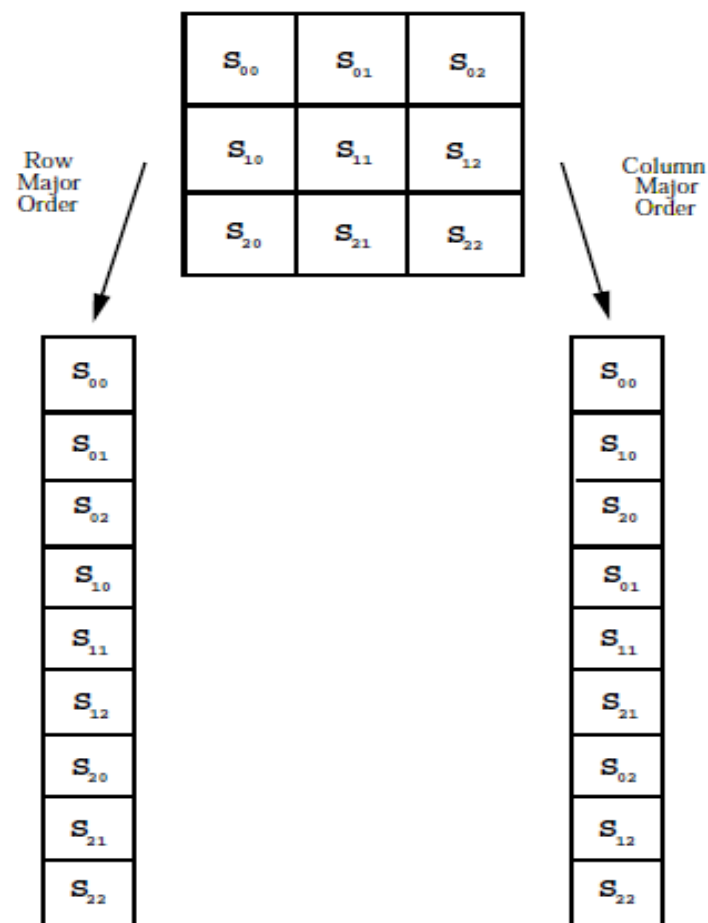 S₀₀ S₀₁ S₀₂
S₁₀ S₁₁ S₁₂
S₂₀ S₂₁ S₂₂
Row
Major
Order
Column
Major
Order
S₀₀
S₀₁
S₀₂
S₁₀
S₁₁
S₁₂
S₂₀
S₂₁
S₂₂
S₀₀
S₁₀
S₂₀
S₀₁
S₁₁
S₂₁
S₀₂
S₁₂
S₂₂